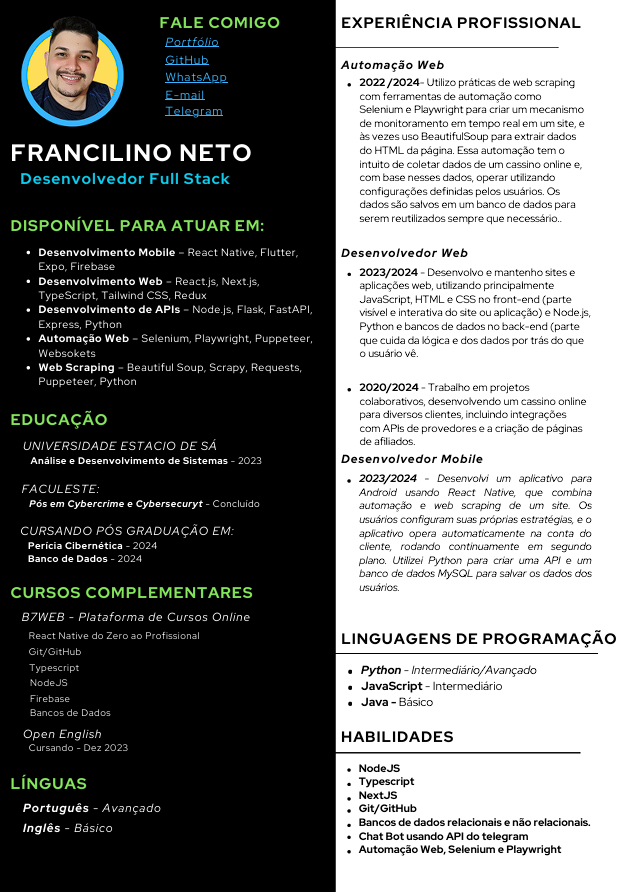 FALE COMIGO
Portfólio
GitHub
WhatsApp
E-mail
Telegram
FRANCILINO NETO
Desenvolvedor Full Stack
DISPONÍVEL PARA ATUAR EM:
• Desenvolvimento Mobile – React Native, Flutter,
Expo, Firebase
• Desenvolvimento Web – React.js, Next.js,
TypeScript, Tailwind CSS, Redux
• Desenvolvimento de APIs – Node.js, Flask, FastAPI,
Express, Python
• Automação Web – Selenium, Playwright, Puppeteer,
Websokets
• Web Scraping – Beautiful Soup, Scrapy, Requests,
Puppeteer, Python
EDUCAÇÃO
UNIVERSIDADE ESTACIO DE SÁ
Análise e Desenvolvimento de Sistemas - 2023
FACULESTE:
Pós em Cybercrime e Cybersecuryt - Concluído
CURSANDO PÓS GRADUAÇÃO EM:
Perícia Cibernética - 2024
Banco de Dados - 2024
CURSOS COMPLEMENTARES
B7WEB - Plataforma de Cursos Online
React Native do Zero ao Profissional
Git/GitHub
Typescript
NodeJS
Firebase
Bancos de Dados
Open English
Cursando - Dez 2023
LÍNGUAS
Português - Avançado
Inglês - Básico
EXPERIÊNCIA PROFISSIONAL
Automação Web
• 2022 /2024– Utilizo práticas de web scraping
com ferramentas de automação como
Selenium e Playwright para criar um mecanismo
de monitoramento em tempo real em um site, e
às vezes uso BeautifulSoup para extrair dados
do HTML da página. Essa automação tem o
intuito de coletar dados de um cassino online e,
com base nesses dados, operar utilizando
configurações definidas pelos usuários. Os
dados são salvos em um banco de dados para
serem reutilizados sempre que necessário..
Desenvolvedor Web
• 2023/2024 - Desenvolvo e mantenho sites e
aplicações web, utilizando principalmente
JavaScript, HTML e CSS no front-end (parte
visível e interativa do site ou aplicação) e Node.js,
Python e bancos de dados no back-end (parte
que cuida da lógica e dos dados por trás do que
o usuário vê.
• 2020/2024 - Trabalho em projetos
colaborativos, desenvolvendo um cassino online
para diversos clientes, incluindo integrações
com APIs de provedores e a criação de páginas
de afiliados.
Desenvolvedor Mobile
• 2023/2024 - Desenvolvi um aplicativo para
Android usando React Native, que combina
automação e web scraping de um site. Os
usuários configuram suas próprias estratégias, e o
aplicativo opera automaticamente na conta do
cliente, rodando continuamente em segundo
plano. Utilizei Python para criar uma API e um
banco de dados MySQL para salvar os dados dos
usuários.
LINGUAGENS DE PROGRAMAÇÃO
• Python - Intermediário/Avançado
• JavaScript - Intermediário
• Java - Básico
HABILIDADES
• NodeJS
• Typescript
• NextJS
• Git/GitHub
• Bancos de dados relacionais e não relacionais.
• Chat Bot usando API do telegram
• Automação Web, Selenium e Playwright